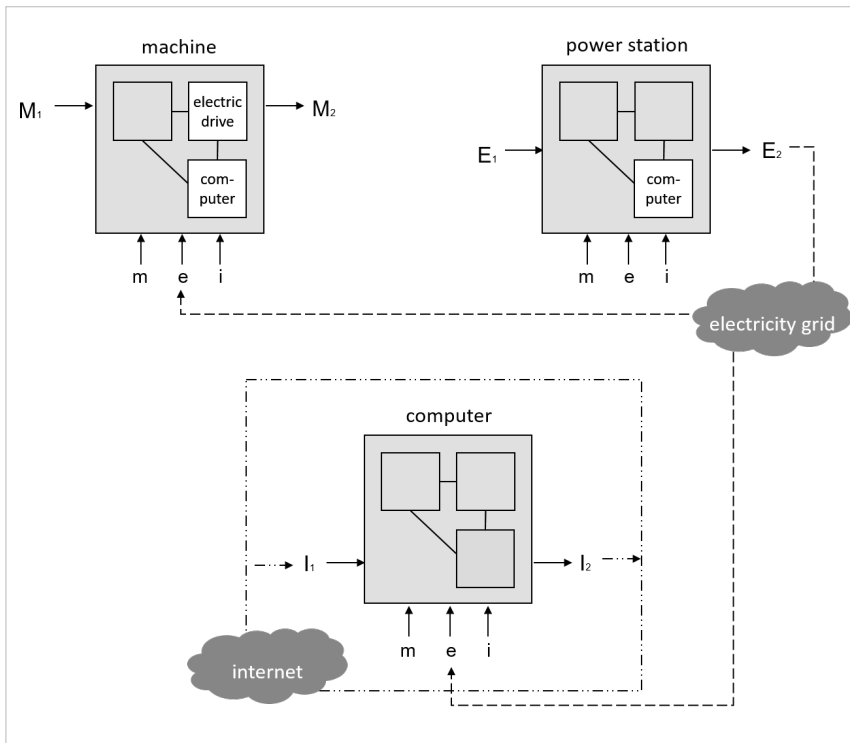 machine
power station
M₁
electric
drive
M₂
com-
puter
m
e
i
E₁
com-
puter
E₂
m
e
i
electricity grid
computer
I₁
I₂
m
e
i
internet